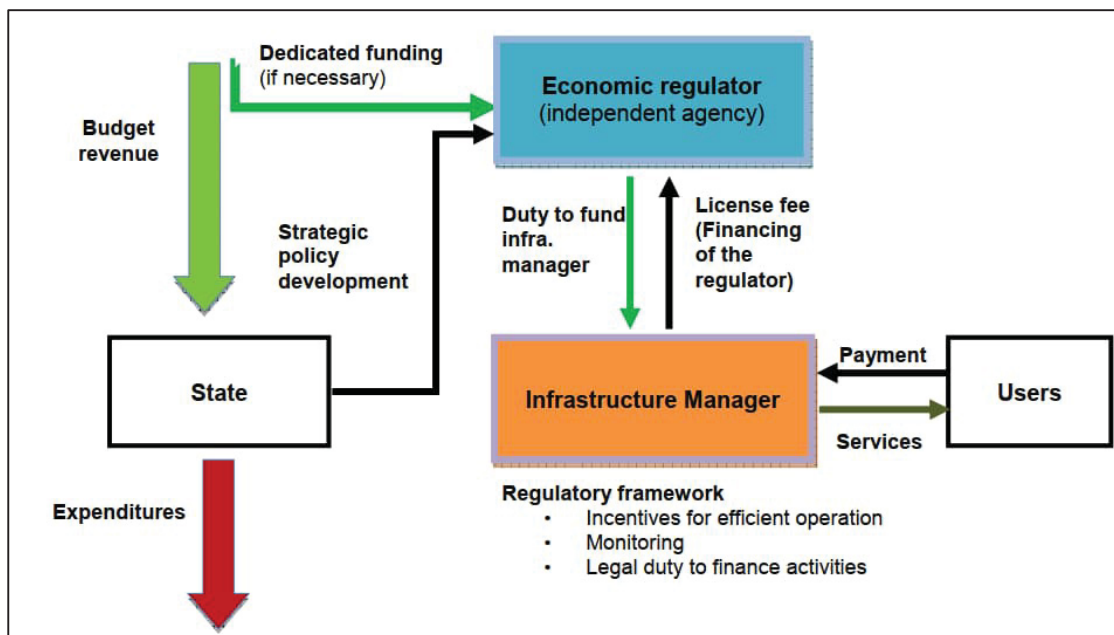 Dedicated funding
(if necessary)
Economic regulator
(independent agency)
Budget
revenue
Strategic
policy
development
Duty to fund
infra.
manager
License fee
(Financing
of the
regulator)
State
Infrastructure Manager
Payment
Users
Services
Expenditures
Regulatory framework
• Incentives for efficient operation
• Monitoring
• Legal duty to finance activities